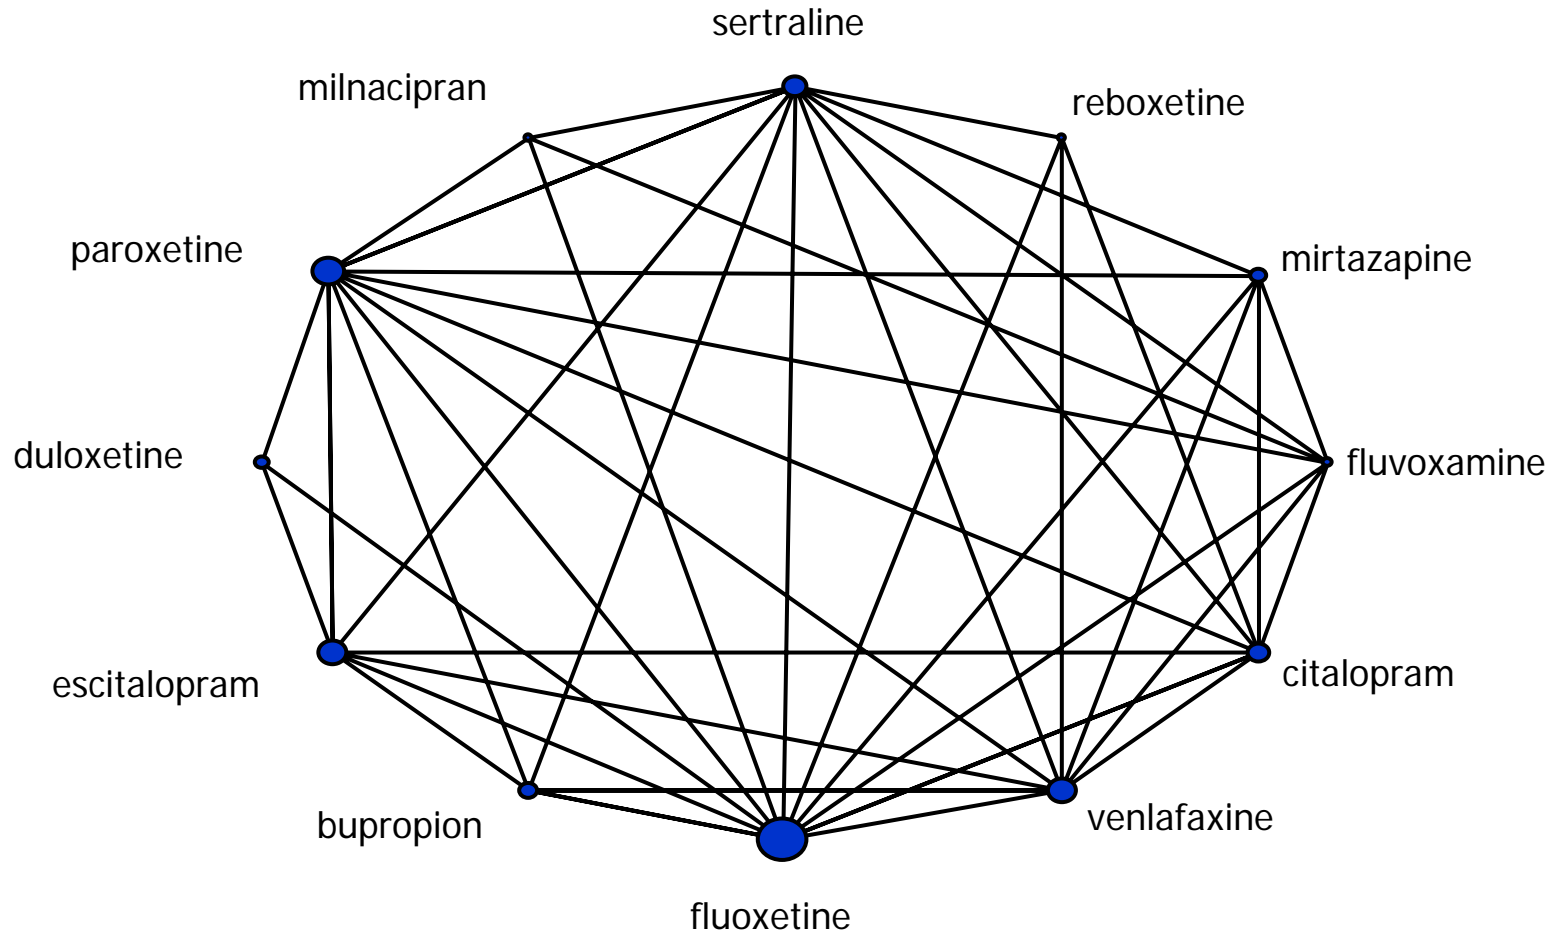 sertraline
milnacipran
reboxetine
paroxetine
mirtazapine
duloxetine
fluvoxamine
escitalopram
citalopram
bupropion
venlafaxine
fluoxetine